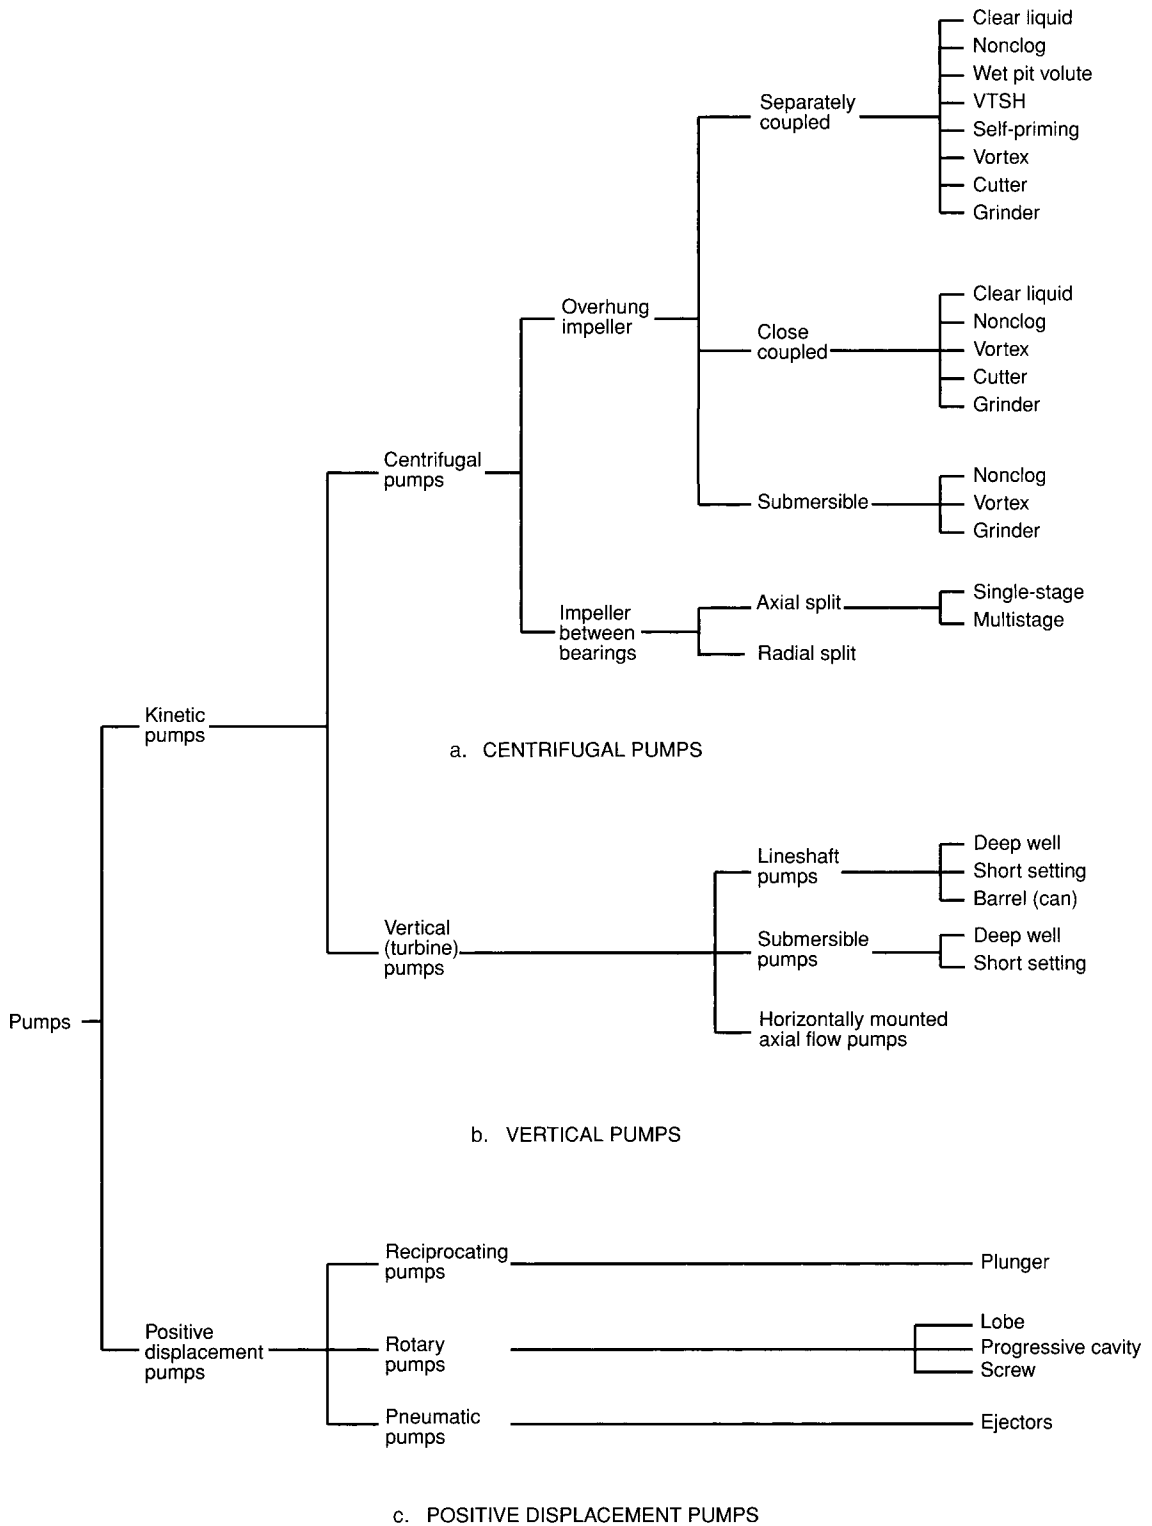 Clear liquid
Nonclog
Wet pit volute
VTSH
Self-priming
Vortex
Cutter
Grinder
Separately
coupled
Clear liquid
Nonclog
Vortex
Cutter
Grinder
Overhung
impeller
Close
coupled
Centrifugal
pumps
Nonclog
Vortex
Grinder
Submersible
Impeller
between
bearings
Axial split
Single-stage
Multistage
Radial split
Kinetic
pumps
a. CENTRIFUGAL PUMPS
Lineshaft
pumps
Deep well
Short setting
Barrel (can)
Vertical
(turbine)
pumps
Submersible
pumps
Deep well
Short setting
Horizontally mounted
axial flow pumps
Pumps
b. VERTICAL PUMPS
Reciprocating
pumps
Plunger
Positive
displacement
pumps
Rotary
pumps
Lobe
Progressive cavity
Screw
Pneumatic
pumps
Ejectors
c. POSITIVE DISPLACEMENT PUMPS